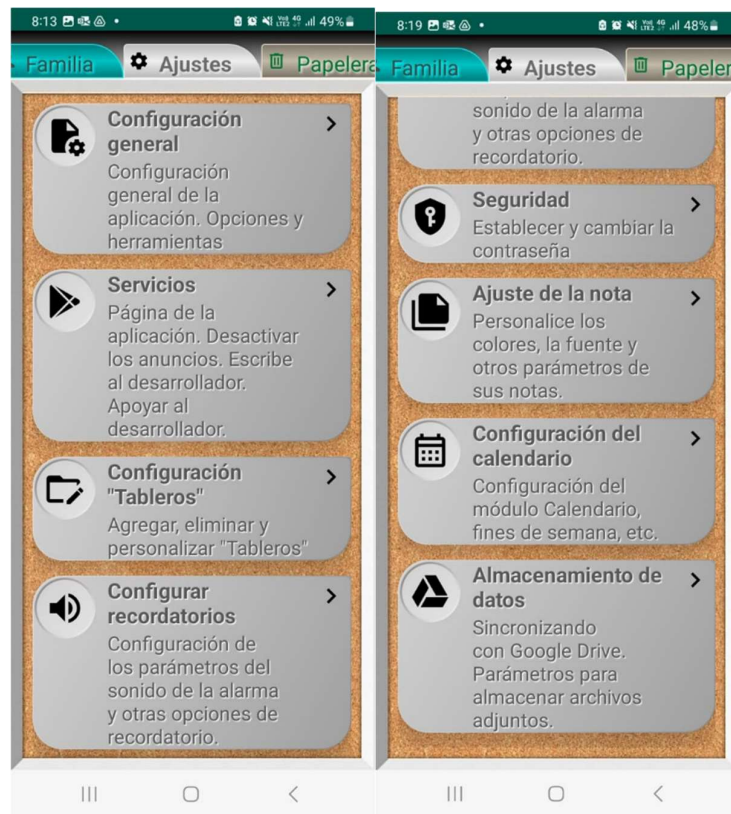 8:13
VoLTE2 4G 49%
Familia
Ajustes
Papelera
Configuración
general
Configuración
general de la
aplicación. Opciones y
herramientas
Servicios
Página de la
aplicación. Desactivar
los anuncios. Escribe
al desarrollador.
Apoyar al
desarrollador.
Configuración
"Tableros"
Agregar, eliminar y
personalizar "Tableros"
Configurar
recordatorios
Configuración de
los parámetros del
sonido de la alarma
y otras opciones de
recordatorio.
8:19
48%
Familia
Ajustes
Papeler
sonido de la alarma
y otras opciones de
recordatorio.
Seguridad
Establecer y cambiar la
contraseña
Ajuste de la nota
Personalice los
colores, la fuente y
otros parámetros de
sus notas.
Configuración del
calendario
Configuración del
módulo Calendario,
fines de semana, etc.
Almacenamiento de
datos
Sincronizando
con Google Drive.
Parámetros para
almacenar archivos
adjuntos.